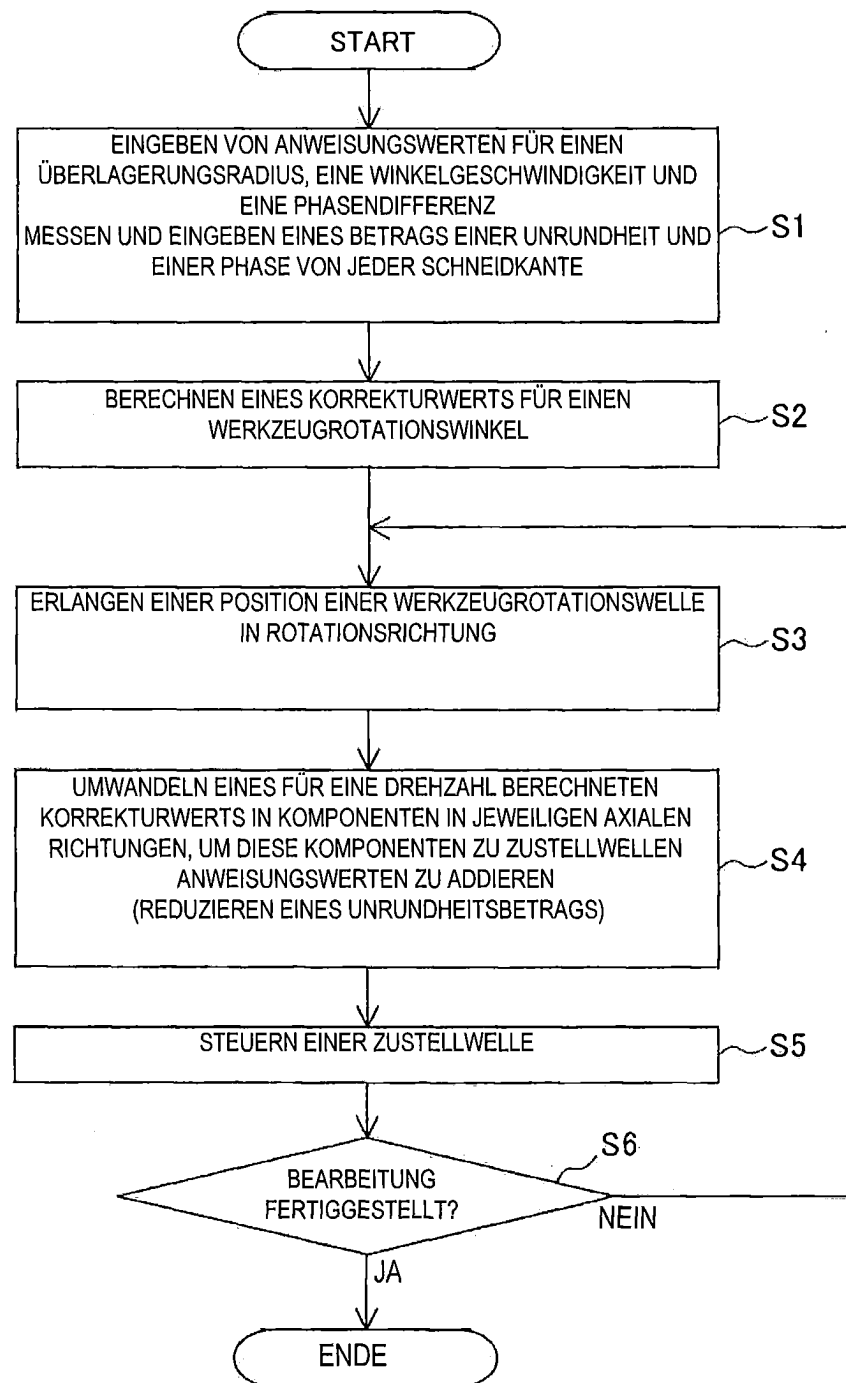 START
EINGEBEN VON ANWEISUNGSWERTEN FÜR EINEN
ÜBERLAGERUNGSRADIUS, EINE WINKELGESCHWINDIGKEIT UND
EINE PHASENDIFFERENZ
MESSEN UND EINGEBEN EINES BETRAGS EINER UNRUNDHEIT UND
EINER PHASE VON JEDER SCHNEIDKANTE
S1
BERECHNEN EINES KORREKTURWERTS FÜR EINEN
WERKZEUGROTATIONSWINKEL
S2
ERLANGEN EINER POSITION EINER WERKZEUGROTATIONSWELLE
IN ROTATIONSRICHTUNG
S3
UMWANDELN EINES FÜR EINE DREHZAHL BERECHNETEN
KORREKTURWERTS IN KOMPONENTEN IN JEWEILIGEN AXIALEN
RICHTUNGEN, UM DIESE KOMPONENTEN ZU ZUSTELLWELLEN
ANWEISUNGSWERTEN ZU ADDIEREN
(REDUZIEREN EINES UNRUNDHEITSBETRAGS)
S4
STEUERN EINER ZUSTELLWELLE
S5
S6
BEARBEITUNG
FERTIGGESTELLT?
NEIN
JA
ENDE